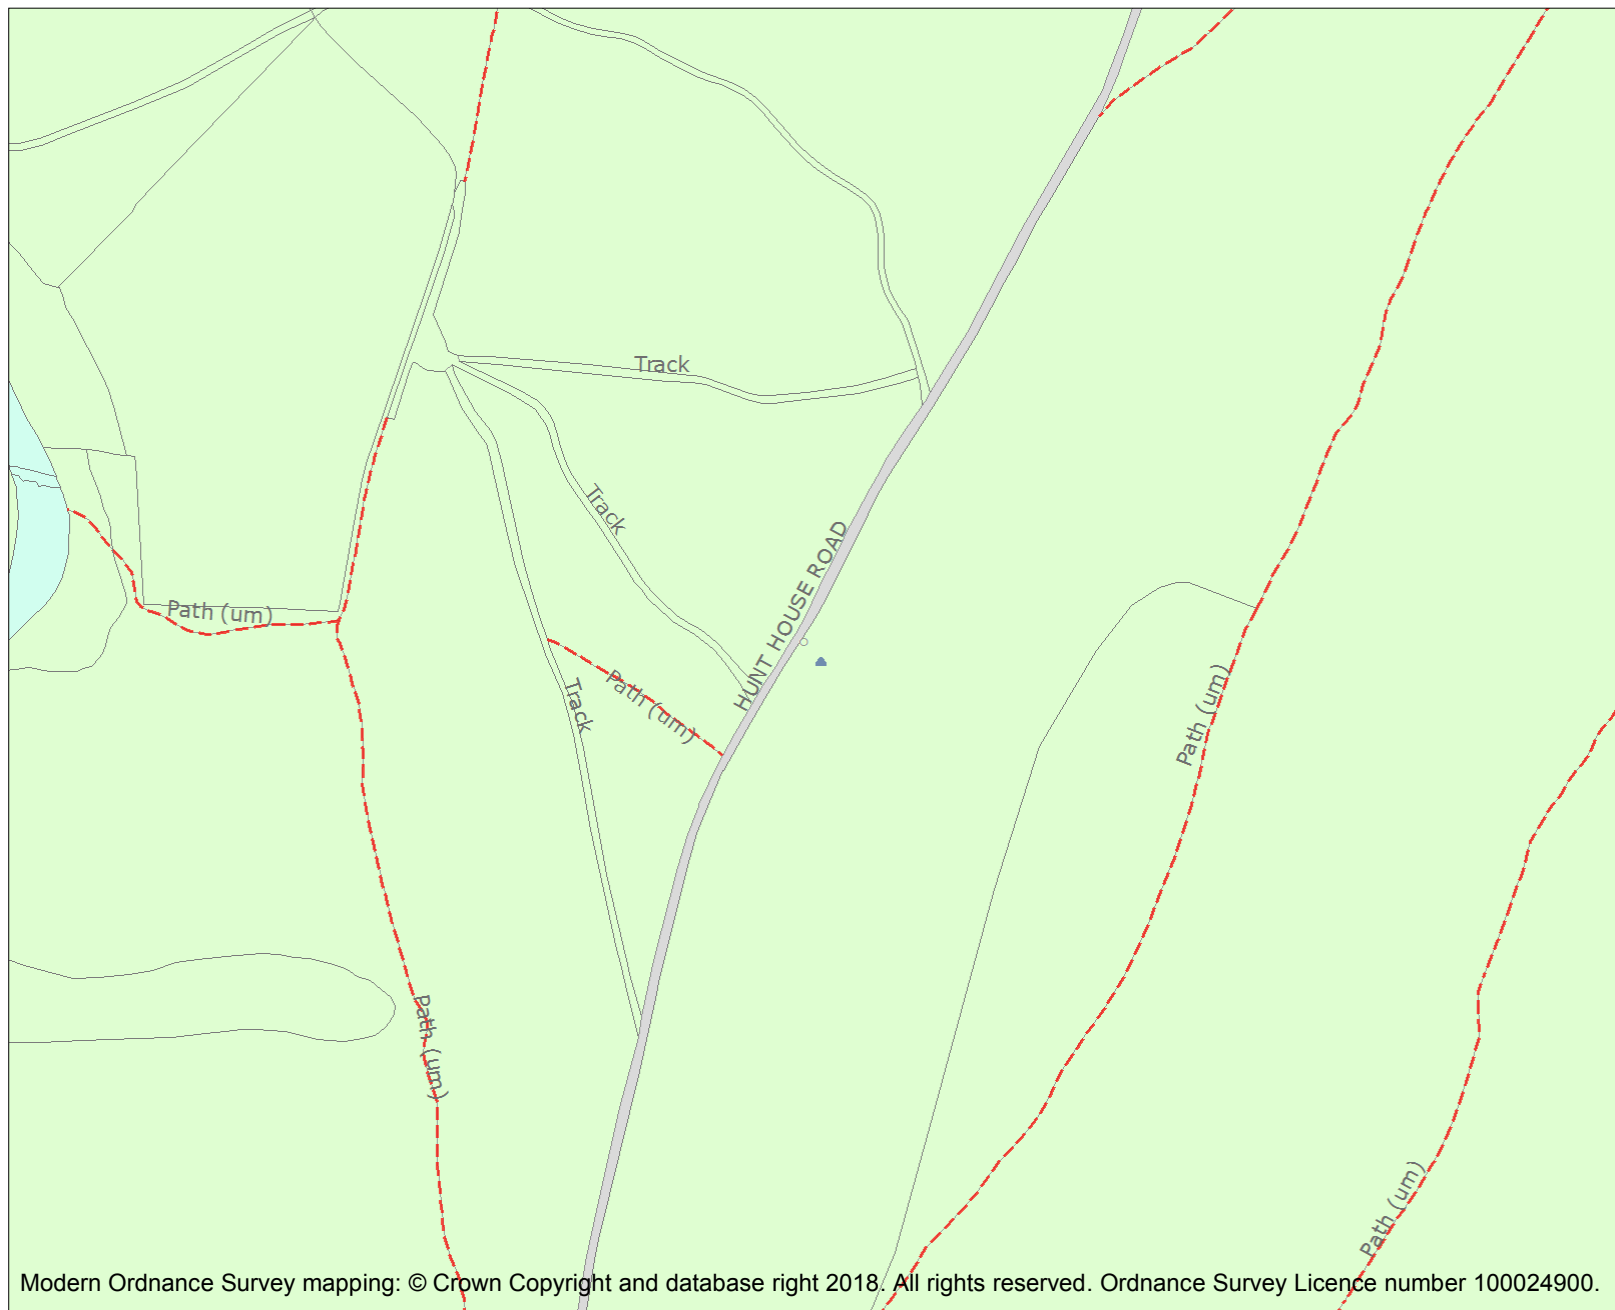 Track
Track
HUNT HOUSE ROAD
Path (um)
Path (um)
Track
Path (um)
Path (um)
Path (um)
Modern Ordnance Survey mapping: © Crown Copyright and database right 2018. All rights reserved. Ordnance Survey Licence number 100024900.